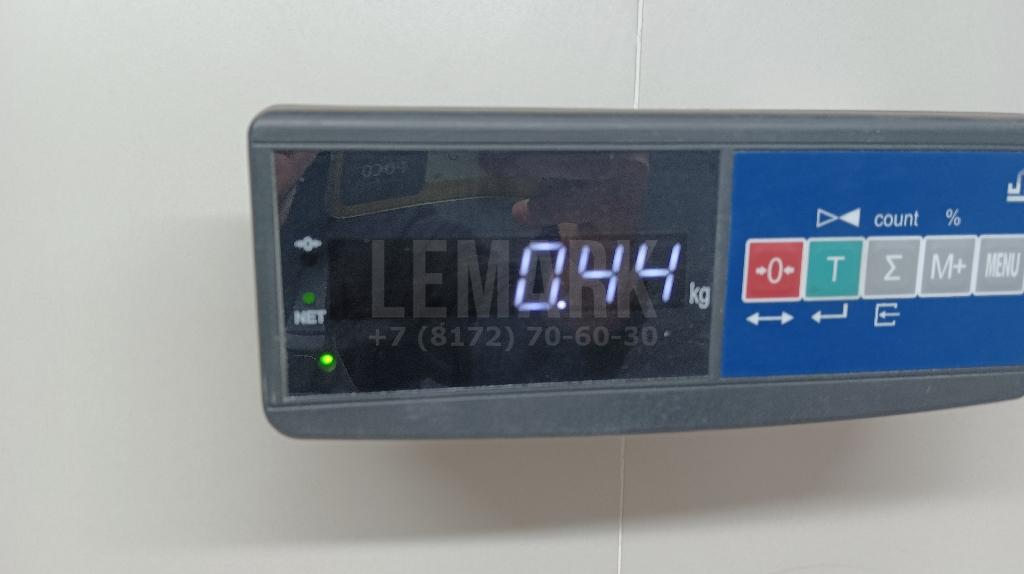 0.44 kg
NET
LEMARK
+7 (8172) 70-60-30
count %
→0← T Σ M+ MENU